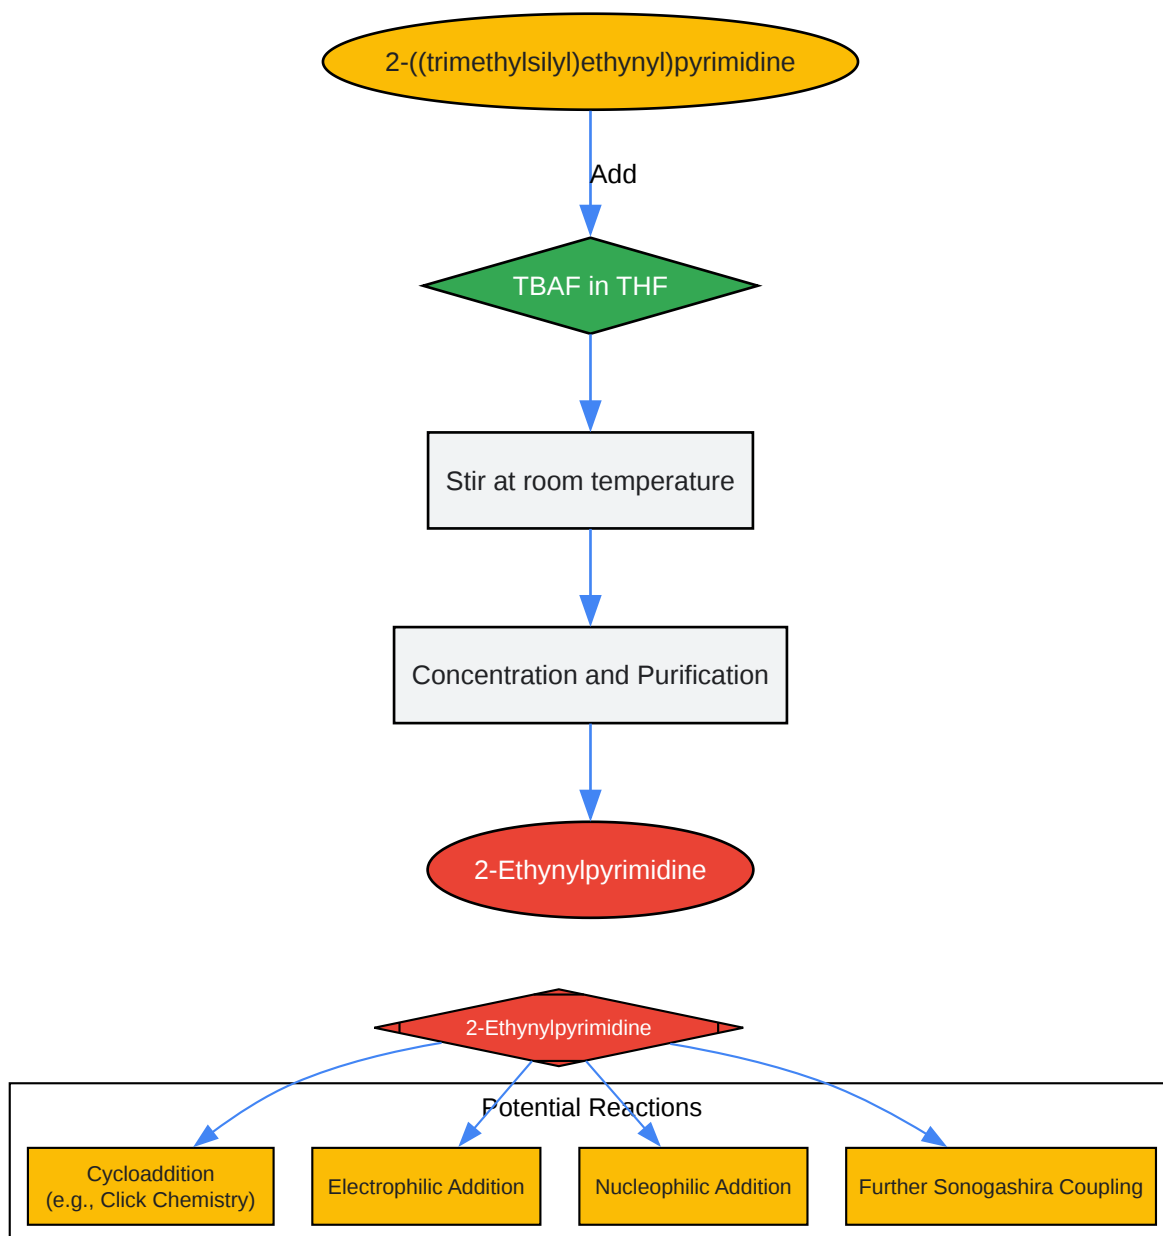 2-((trimethylsilyl)ethynyl)pyrimidine
Add
TBAF in THF
Stir at room temperature
Concentration and Purification
2-Ethynylpyrimidine
2-Ethynylpyrimidine
Potential Reactions
Cycloaddition
(e.g., Click Chemistry)
Electrophilic Addition
Nucleophilic Addition
Further Sonogashira Coupling